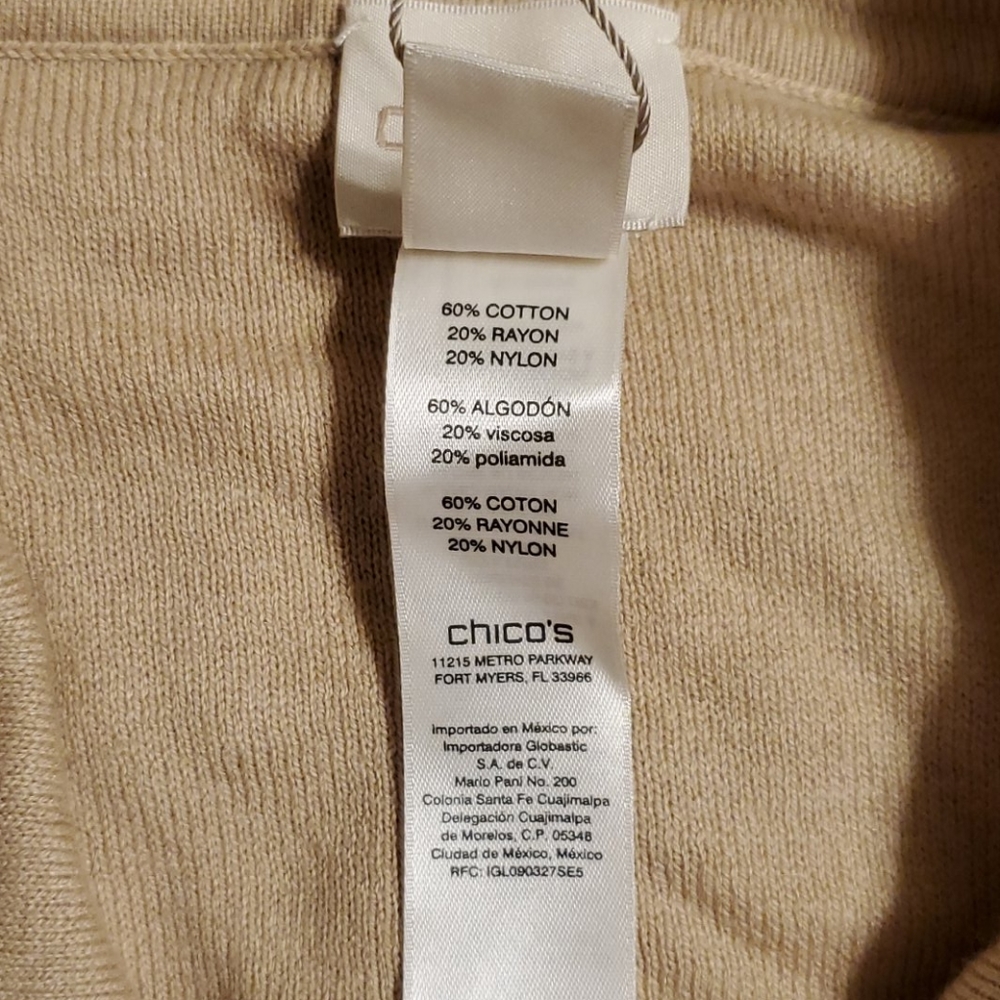 60% COTTON
20% RAYON
20% NYLON
60% ALGODÓN
20% viscosa
20% poliamida
60% COTON
20% RAYONNE
20% NYLON
chico's
11215 METRO PARKWAY
FORT MYERS, FL 33966
Importado en México por:
Importadora Globastic
S.A. de C.V.
Mario Pani No. 200
Colonia Santa Fe Cuajimalpa
Delegación Cuajimalpa
de Morelos, C.P. 05348
Ciudad de México, México
RFC: IGL090327SE5